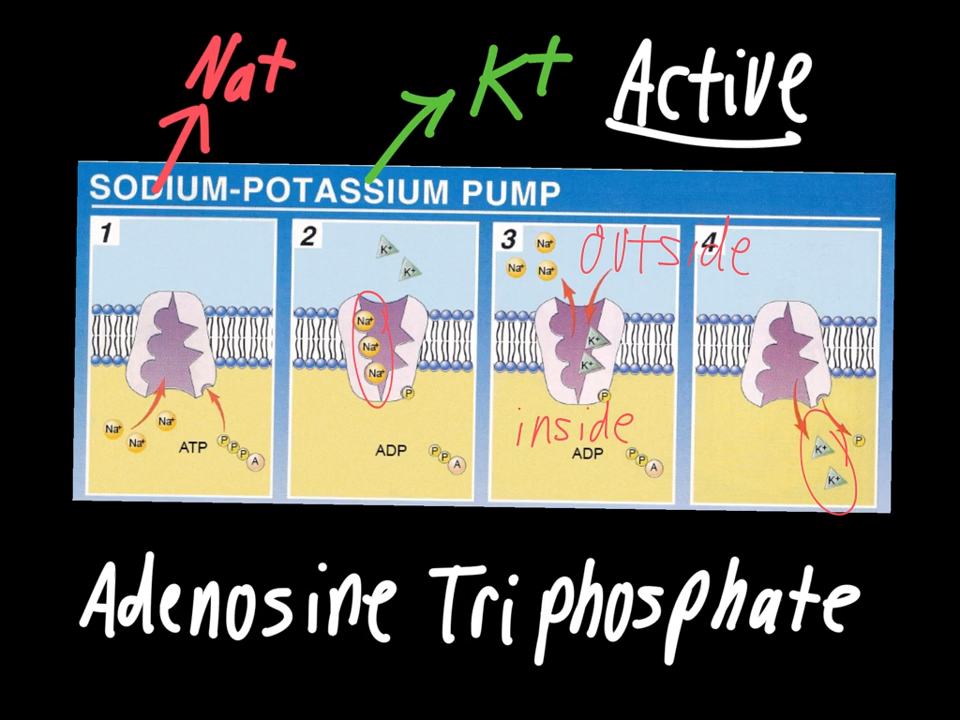 Na+
K+
Active
SODIUM-POTASSIUM PUMP
1
Na+
Na+
Na+
ATP
P
P
P
A
2
K+
K+
Na+
Na+
Na+
P
ADP
P
P
A
3
Na+
Na+
Na+
outside
K+
K+
P
inside
ADP
P
P
A
4
P
K+
K+
Adenosine Triphosphate